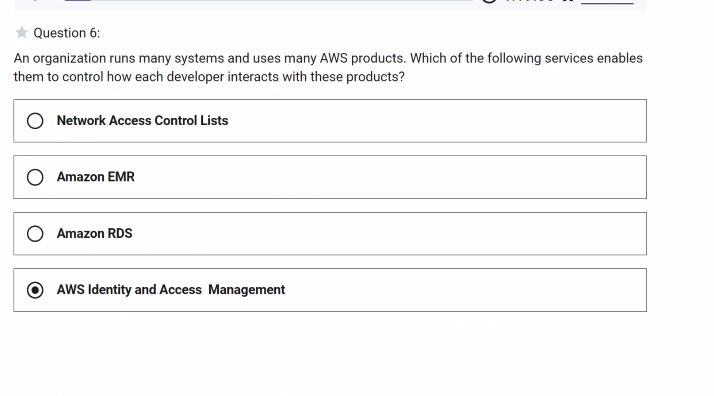 Question 6:
An organization runs many systems and uses many AWS products. Which of the following services enables
them to control how each developer interacts with these products?
Network Access Control Lists
Amazon EMR
Amazon RDS
AWS Identity and Access Management